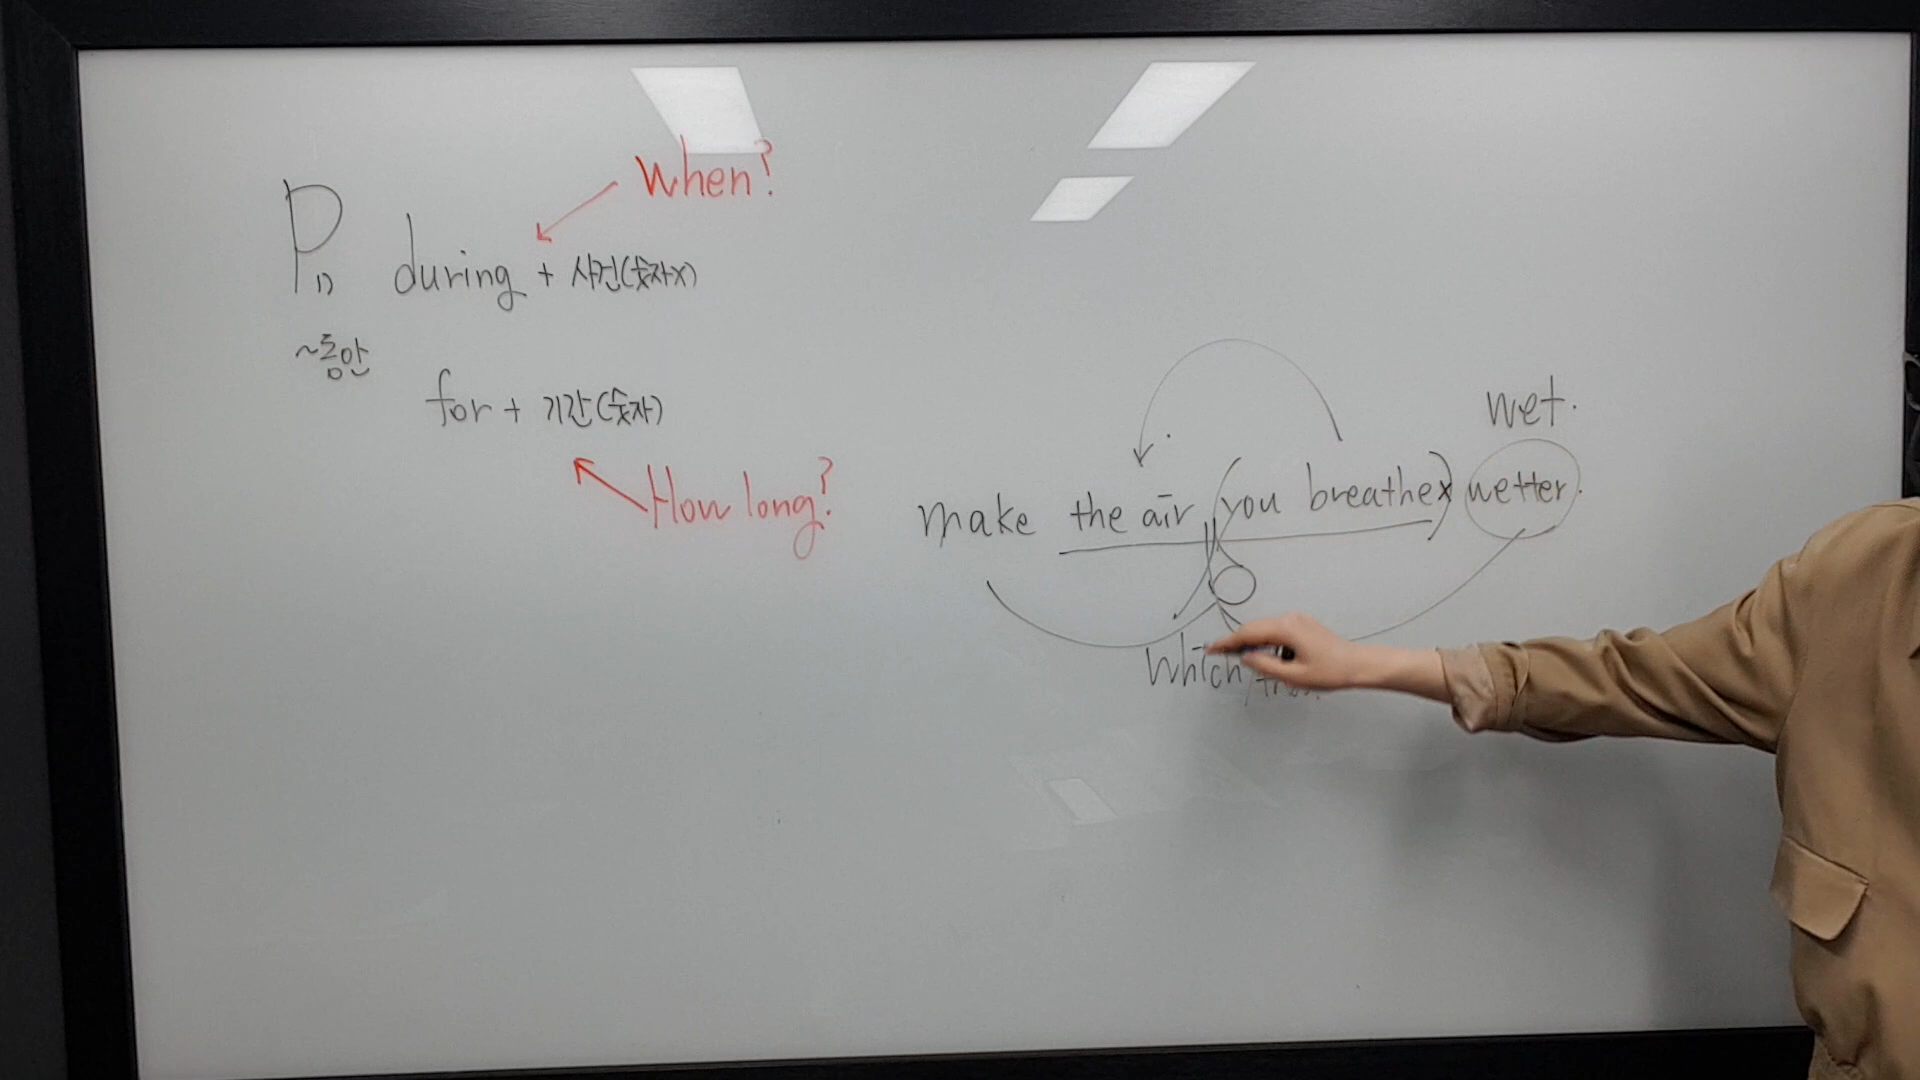 When?
P
1) during + 사건(숫자x)
~동안
for + 기간(숫자)
How long?
wet.
make the air (you breathe x) wetter.
which